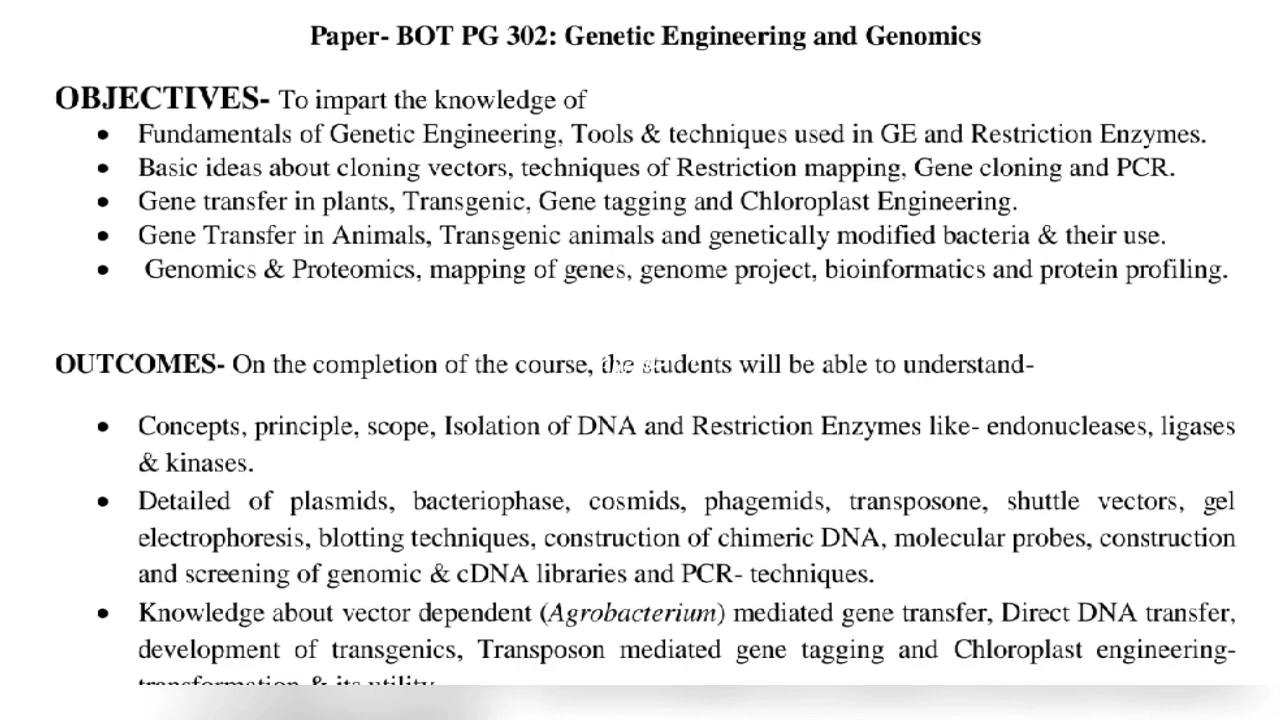 Paper- BOT PG 302: Genetic Engineering and Genomics
OBJECTIVES- To impart the knowledge of
• Fundamentals of Genetic Engineering, Tools & techniques used in GE and Restriction Enzymes.
• Basic ideas about cloning vectors, techniques of Restriction mapping, Gene cloning and PCR.
• Gene transfer in plants, Transgenic, Gene tagging and Chloroplast Engineering.
• Gene Transfer in Animals, Transgenic animals and genetically modified bacteria & their use.
• Genomics & Proteomics, mapping of genes, genome project, bioinformatics and protein profiling.
OUTCOMES- On the completion of the course, the students will be able to understand-
• Concepts, principle, scope, Isolation of DNA and Restriction Enzymes like- endonucleases, ligases
& kinases.
• Detailed of plasmids, bacteriophase, cosmids, phagemids, transposone, shuttle vectors, gel
electrophoresis, blotting techniques, construction of chimeric DNA, molecular probes, construction
and screening of genomic & cDNA libraries and PCR- techniques.
• Knowledge about vector dependent (Agrobacterium) mediated gene transfer, Direct DNA transfer,
development of transgenics, Transposon mediated gene tagging and Chloroplast engineering-
transformation & its utility